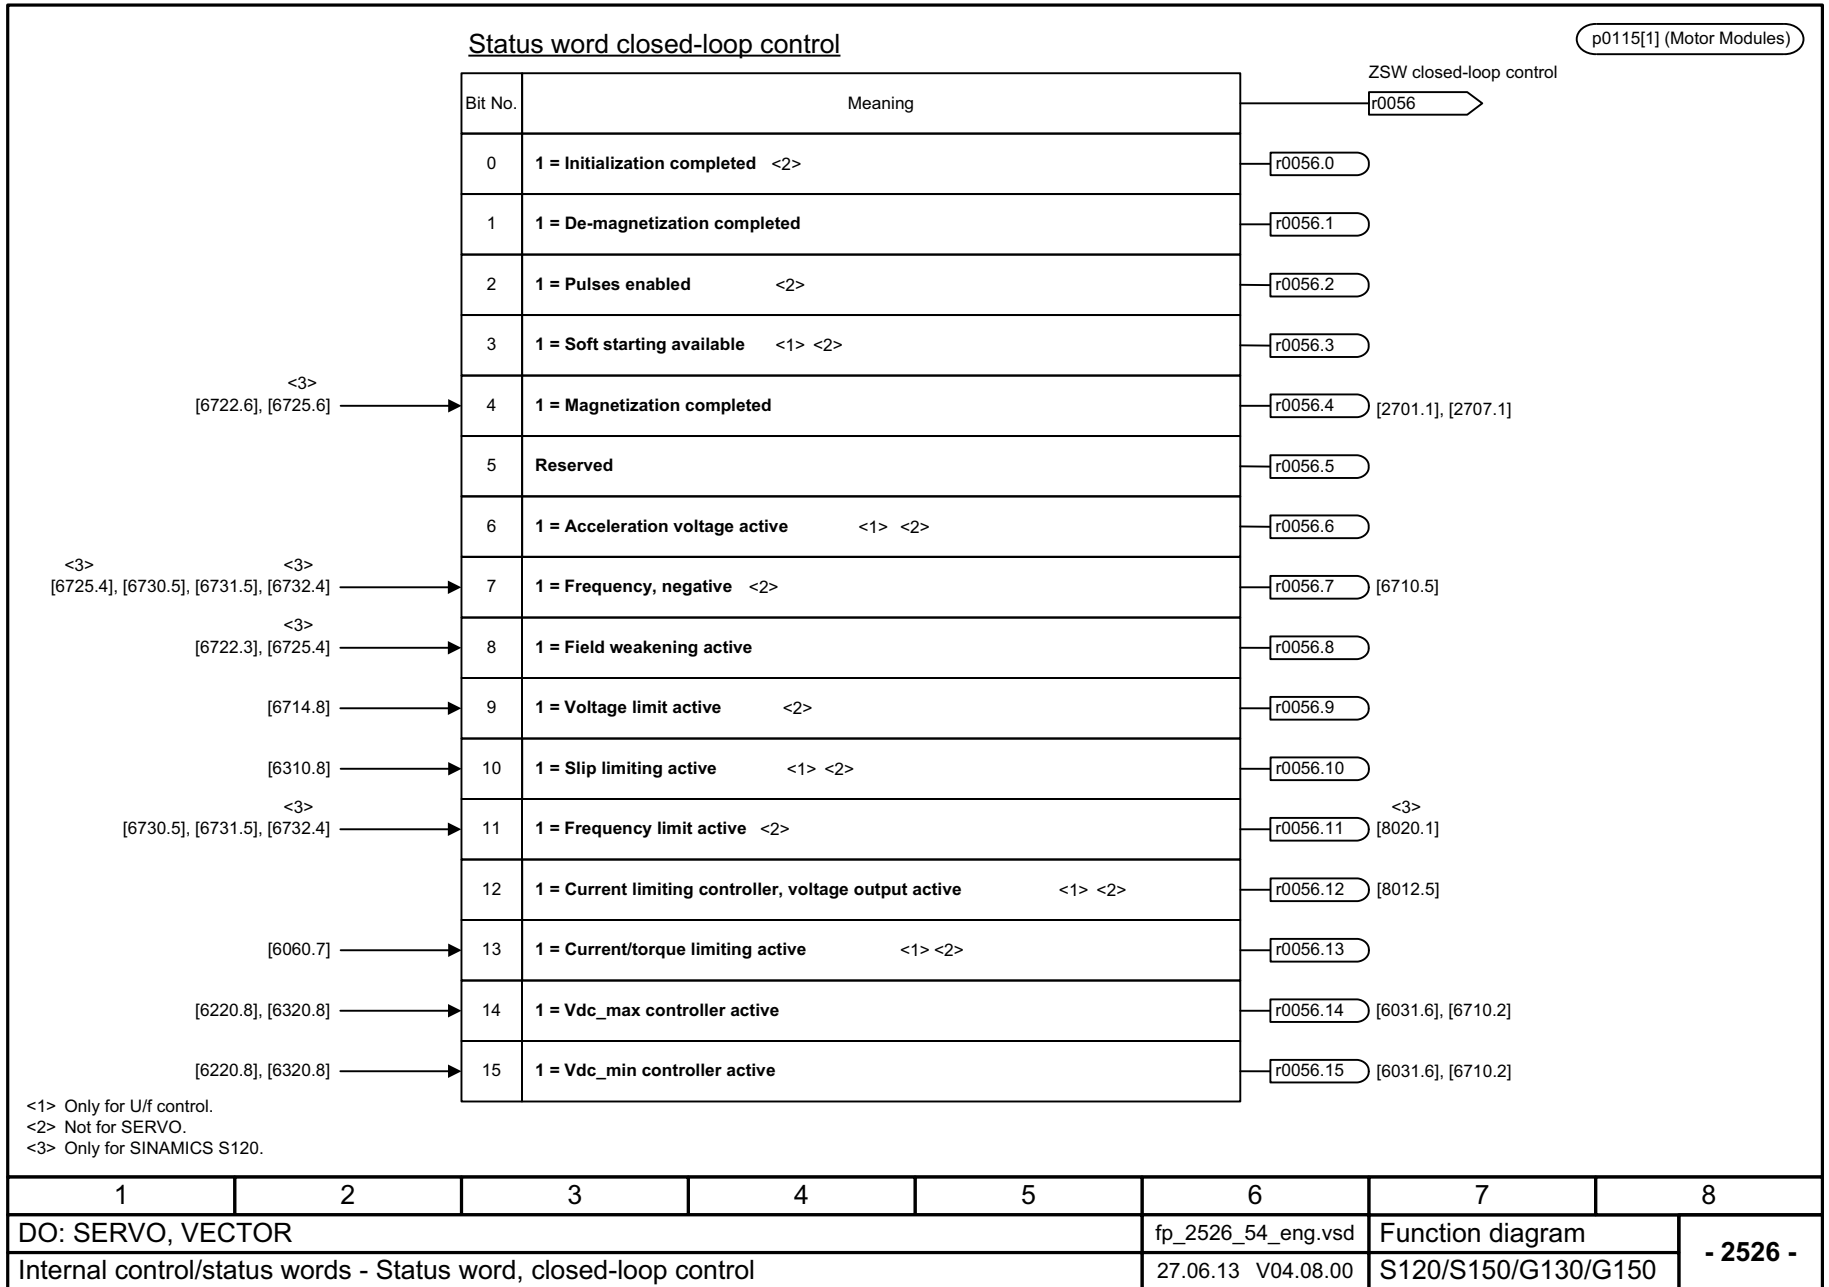 Status word closed-loop control
p0115[1] (Motor Modules)
ZSW closed-loop control
Bit No. Meaning r0056
0 1 = Initialization completed <2> r0056.0
1 1 = De-magnetization completed r0056.1
2 1 = Pulses enabled <2> r0056.2
3 1 = Soft starting available <1> <2> r0056.3
<3>
[6722.6], [6725.6] 4 1 = Magnetization completed r0056.4 [2701.1], [2707.1]
5 Reserved r0056.5
6 1 = Acceleration voltage active <1> <2> r0056.6
<3> <3>
[6725.4], [6730.5], [6731.5], [6732.4] 7 1 = Frequency, negative <2> r0056.7 [6710.5]
<3>
[6722.3], [6725.4] 8 1 = Field weakening active r0056.8
[6714.8] 9 1 = Voltage limit active <2> r0056.9
[6310.8] 10 1 = Slip limiting active <1> <2> r0056.10
<3> <3>
[6730.5], [6731.5], [6732.4] 11 1 = Frequency limit active <2> r0056.11 [8020.1]
12 1 = Current limiting controller, voltage output active <1> <2> r0056.12 [8012.5]
[6060.7] 13 1 = Current/torque limiting active <1> <2> r0056.13
[6220.8], [6320.8] 14 1 = Vdc_max controller active r0056.14 [6031.6], [6710.2]
[6220.8], [6320.8] 15 1 = Vdc_min controller active r0056.15 [6031.6], [6710.2]
<1> Only for U/f control.
<2> Not for SERVO.
<3> Only for SINAMICS S120.
1 2 3 4 5 6 7 8
DO: SERVO, VECTOR fp_2526_54_eng.vsd Function diagram
- 2526 -
Internal control/status words - Status word, closed-loop control 27.06.13 V04.08.00 S120/S150/G130/G150